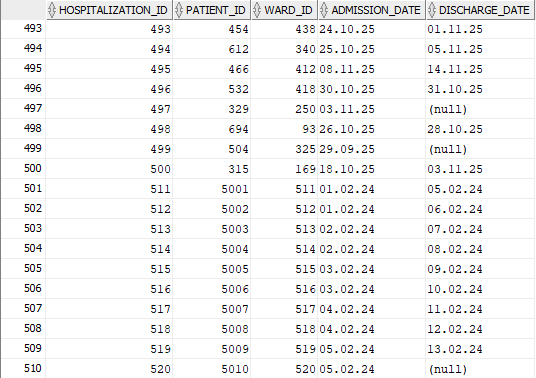 HOSPITALIZATION_ID PATIENT_ID WARD_ID ADMISSION_DATE DISCHARGE_DATE
493 493 454 438 24.10.25 01.11.25
494 494 612 340 25.10.25 05.11.25
495 495 466 412 08.11.25 14.11.25
496 496 532 418 30.10.25 31.10.25
497 497 329 250 03.11.25 (null)
498 498 694 93 26.10.25 28.10.25
499 499 504 325 29.09.25 (null)
500 500 315 169 18.10.25 03.11.25
501 511 5001 511 01.02.24 05.02.24
502 512 5002 512 01.02.24 06.02.24
503 513 5003 513 02.02.24 07.02.24
504 514 5004 514 02.02.24 08.02.24
505 515 5005 515 03.02.24 09.02.24
506 516 5006 516 03.02.24 10.02.24
507 517 5007 517 04.02.24 11.02.24
508 518 5008 518 04.02.24 12.02.24
509 519 5009 519 05.02.24 13.02.24
510 520 5010 520 05.02.24 (null)